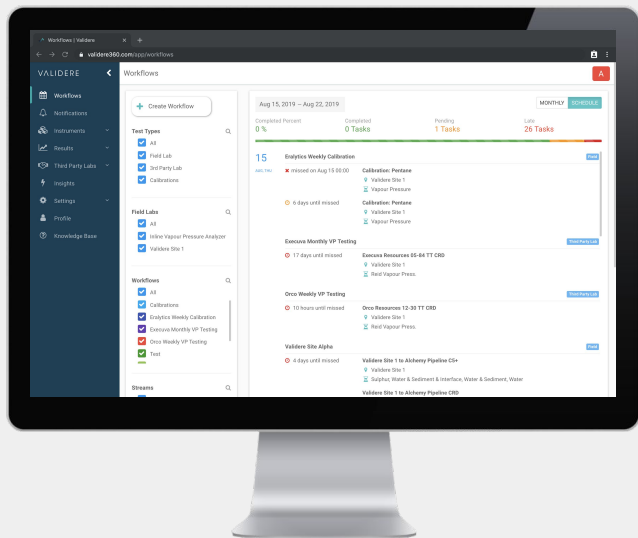 Workflows | Validere
validere360.com/app/workflows
VALIDERE
Workflows
Workflows
A
Notifications
Instruments
Results
Third Party Labs
Insights
Settings
Profile
Knowledge Base
Create Workflow
Test Types
All
Field Lab
3rd Party Lab
Calibrations
Field Labs
All
Inline Vapour Pressure Analyzer
Validere Site 1
Workflows
All
Calibrations
Eralytics Weekly Calibration
Execuva Monthly VP Testing
Orco Weekly VP Testing
Test
Streams
Aug 15, 2019 — Aug 22, 2019
MONTHLY
SCHEDULE
Completed Percent
Completed
Pending
Late
0 %
0 Tasks
1 Tasks
26 Tasks
15
Eralytics Weekly Calibration
Field
AUG, THU
missed on Aug 15 00:00
Calibration: Pentane
Validere Site 1
Vapour Pressure
6 days until missed
Calibration: Pentane
Validere Site 1
Vapour Pressure
Execuva Monthly VP Testing
Third-Party Lab
17 days until missed
Execuva Resources 05-84 TT CRD
Validere Site 1
Reid Vapour Press.
Orco Weekly VP Testing
Third-Party Lab
10 hours until missed
Orco Resources 12-30 TT CRD
Validere Site 1
Reid Vapour Press.
Validere Site Alpha
Field
4 days until missed
Validere Site 1 to Alchemy Pipeline C5+
Validere Site 1
Sulphur, Water & Sediment & Interface, Water & Sediment, Water
Validere Site 1 to Alchemy Pipeline CRD